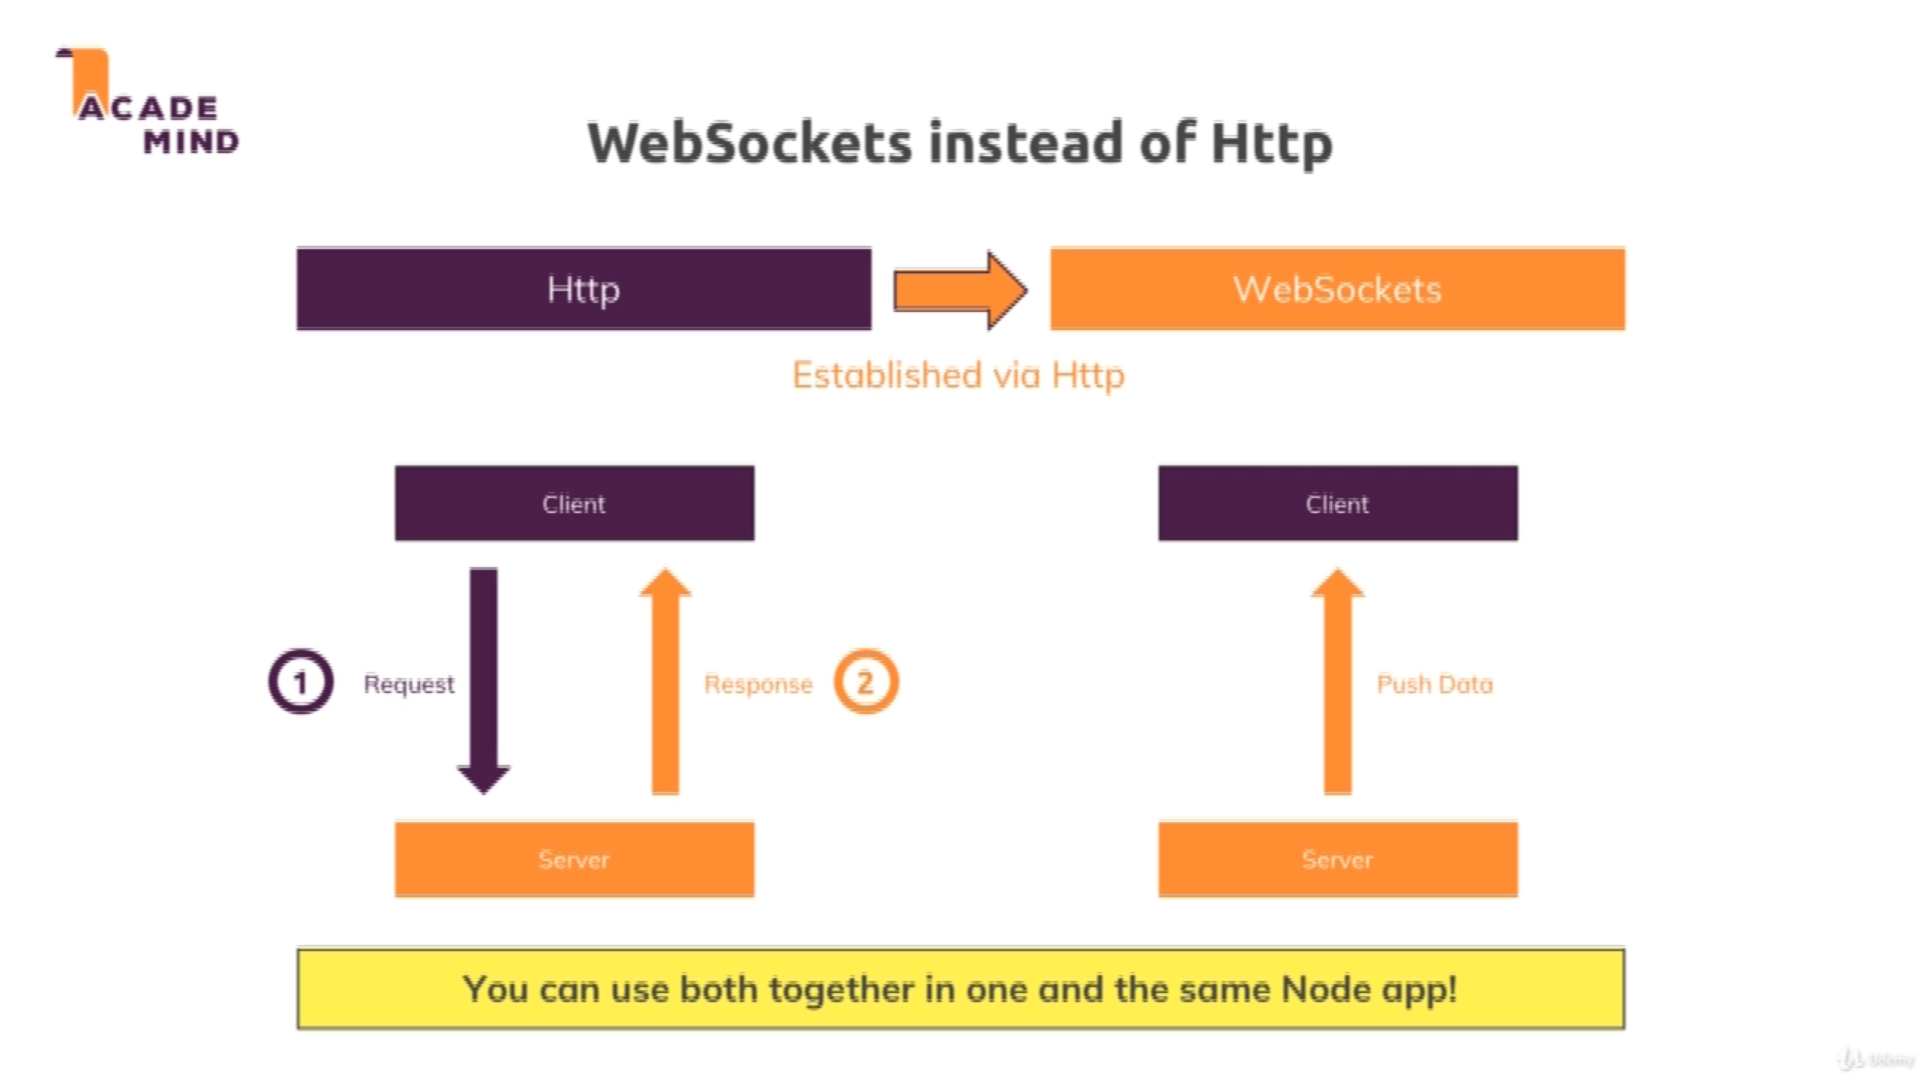 ACADE
MIND
WebSockets instead of Http
Http
WebSockets
Established via Http
Client
Client
1
Request
Response
2
Push Data
Server
Server
You can use both together in one and the same Node app!
Udemy